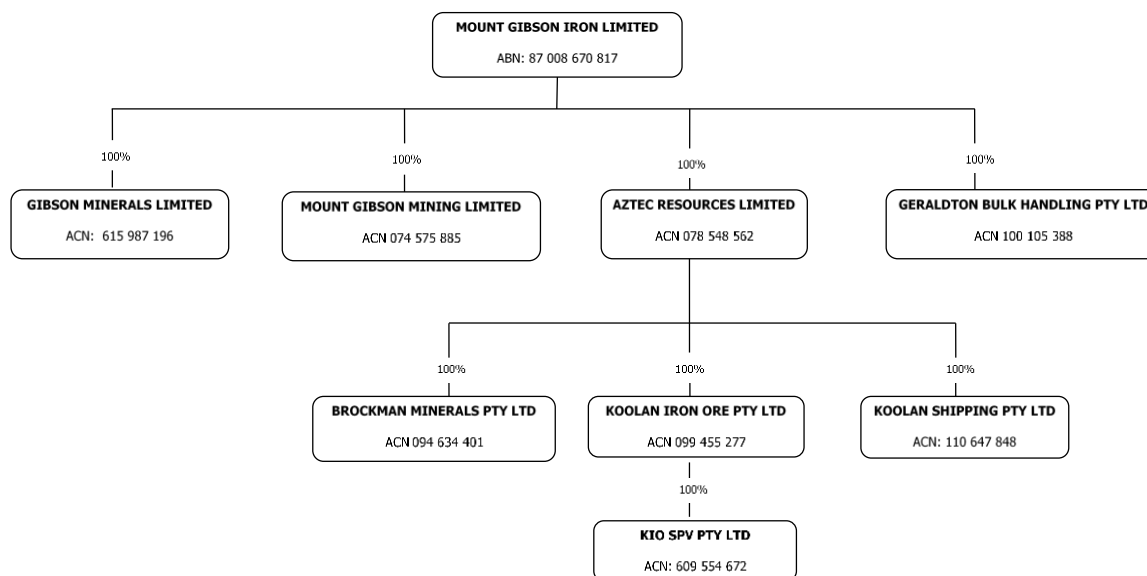 MOUNT GIBSON IRON LIMITED
ABN: 87 008 670 817
100%
100%
100%
100%
GIBSON MINERALS LIMITED
ACN: 615 987 196
MOUNT GIBSON MINING LIMITED
ACN 074 575 885
AZTEC RESOURCES LIMITED
ACN 078 548 562
GERALDTON BULK HANDLING PTY LTD
ACN 100 105 388
100%
100%
100%
BROCKMAN MINERALS PTY LTD
ACN 094 634 401
KOOLAN IRON ORE PTY LTD
ACN 099 455 277
KOOLAN SHIPPING PTY LTD
ACN: 110 647 848
100%
KIO SPV PTY LTD
ACN: 609 554 672